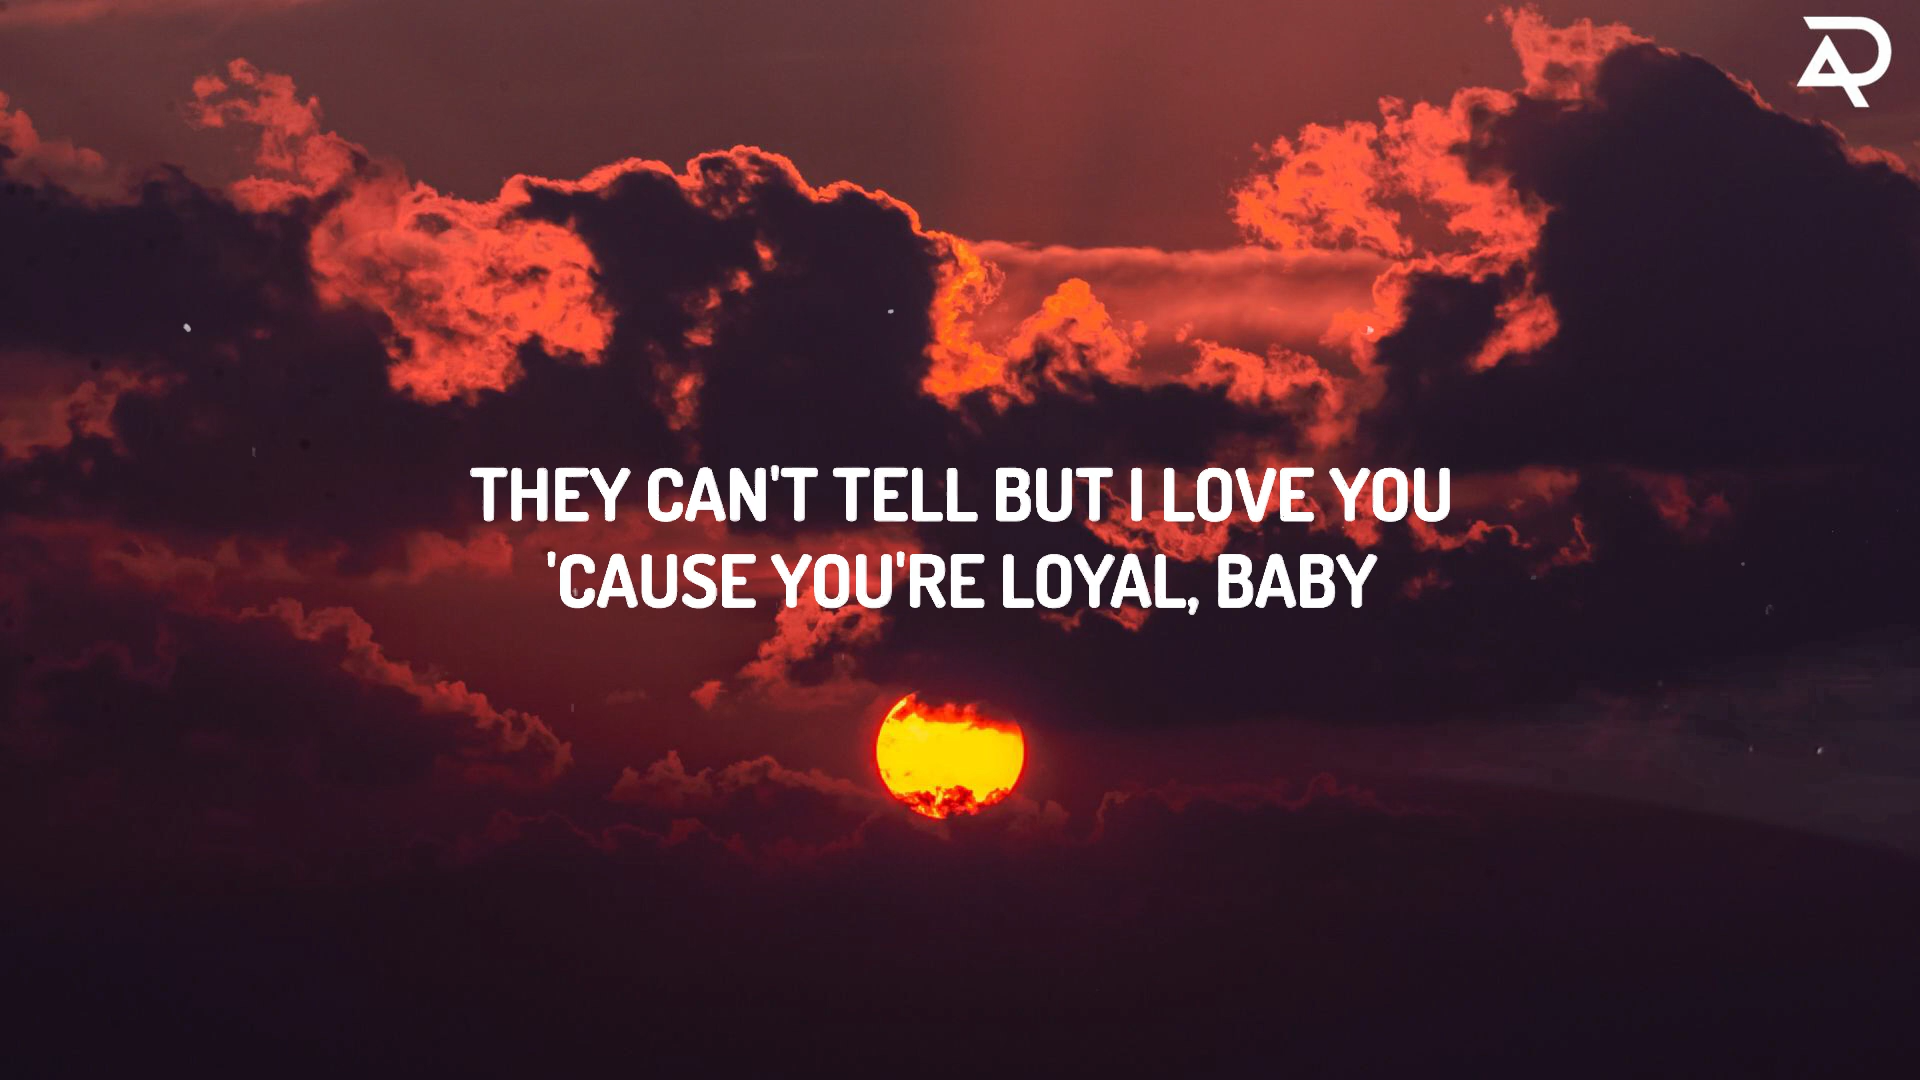 THEY CAN'T TELL BUT I LOVE YOU
'CAUSE YOU'RE LOYAL, BABY